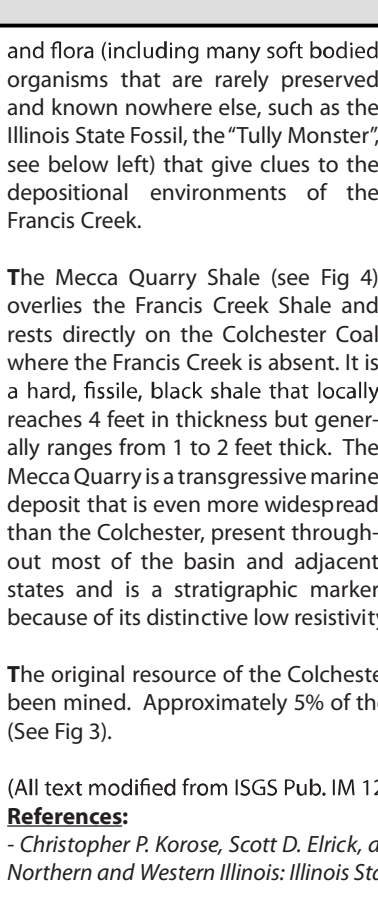 and flora (including many soft bodied
organisms that are rarely preserved
and known nowhere else, such as the
Illinois State Fossil, the “Tully Monster”,
see below left) that give clues to the
depositional environments of the
Francis Creek.
The Mecca Quarry Shale (see Fig 4)
overlies the Francis Creek Shale and
rests directly on the Colchester Coal
where the Francis Creek is absent. It is
a hard, fissile, black shale that locally
reaches 4 feet in thickness but gener-
ally ranges from 1 to 2 feet thick. The
Mecca Quarry is a transgressive marine
deposit that is even more widespread
than the Colchester, present through-
out most of the basin and adjacent
states and is a stratigraphic marker
because of its distinctive low resistivity
The original resource of the Colcheste
been mined. Approximately 5% of the
(See Fig 3).
(All text modified from ISGS Pub. IM 12
References:
- Christopher P. Korose, Scott D. Elrick, a
Northern and Western Illinois: Illinois Sta